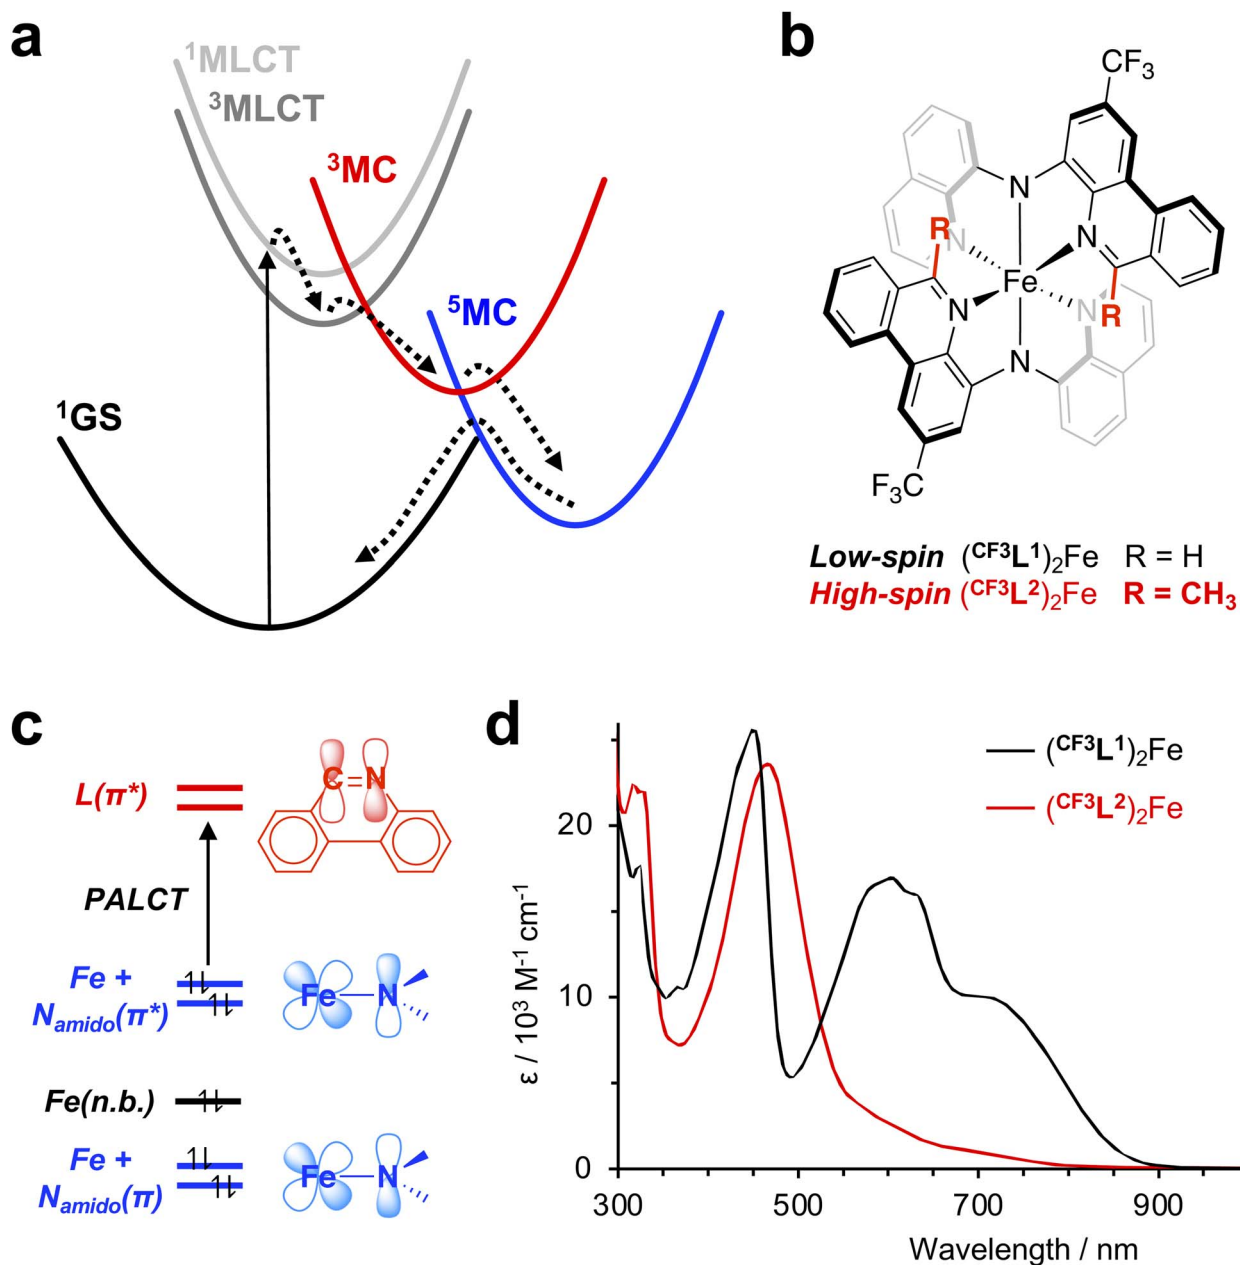 a
¹MLCT
³MLCT
³MC
⁵MC
¹GS
b
CF₃
N
R
N
N
Fe
N
N
R
N
F₃C
Low-spin (CF3L¹)₂Fe R = H
High-spin (CF3L²)₂Fe R = CH₃
c
L(π*)
C=N
PALCT
Fe +
N_amido(π*)
Fe—N
Fe(n.b.)
Fe +
N_amido(π)
Fe—N
d
(CF3L¹)₂Fe
(CF3L²)₂Fe
ε / 10³ M⁻¹ cm⁻¹
20
10
0
300 500 700 900
Wavelength / nm